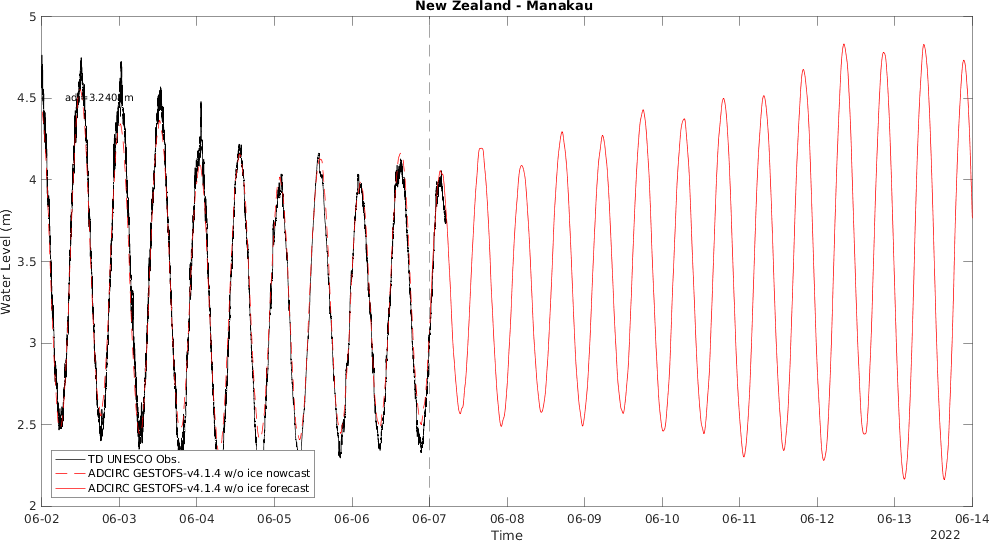 New Zealand - Manakau
5
4.5
4
3.5
3
2.5
2
Water Level (m)
TD UNESCO Obs.
ADCIRC GESTOFS-v4.1.4 w/o ice nowcast
ADCIRC GESTOFS-v4.1.4 w/o ice forecast
06-02 06-03 06-04 06-05 06-06 06-07 06-08 06-09 06-10 06-11 06-12 06-13 06-14
Time
2022